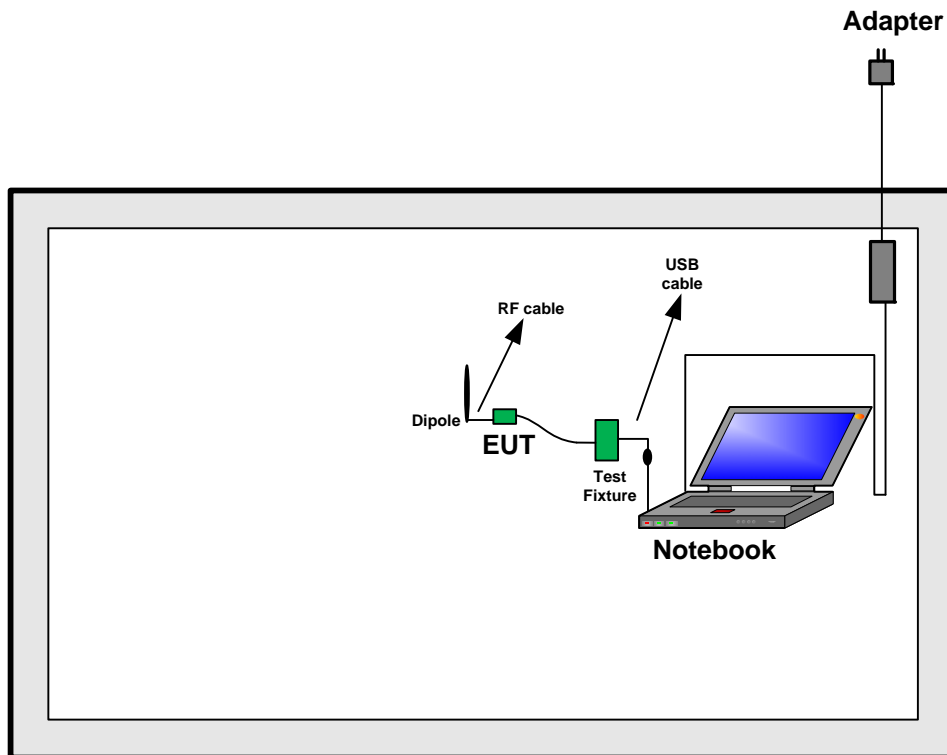 Adapter
USB
cable
RF cable
Dipole
EUT
Test
Fixture
Notebook